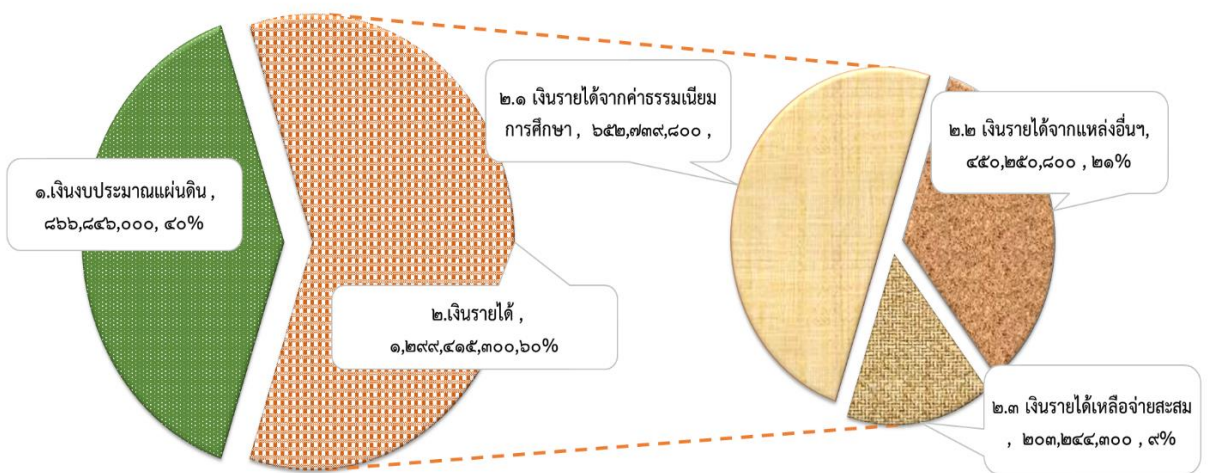 ๑.เงินงบประมาณแผ่นดิน ,
๘๖๖,๘๔๖,๐๐๐, ๔๐%
๒.เงินรายได้ ,
๑,๒๙๙,๔๑๕,๓๐๐,๖๐%
๒.๑ เงินรายได้จากค่าธรรมเนียม
การศึกษา , ๖๕๒,๗๓๙,๘๐๐ ,
๒.๒ เงินรายได้จากแหล่งอื่นๆ,
๔๕๐,๒๕๐,๘๐๐ , ๒๑%
๒.๓ เงินรายได้เหลือจ่ายสะสม
, ๒๐๓,๒๔๔,๓๐๐ , ๙%